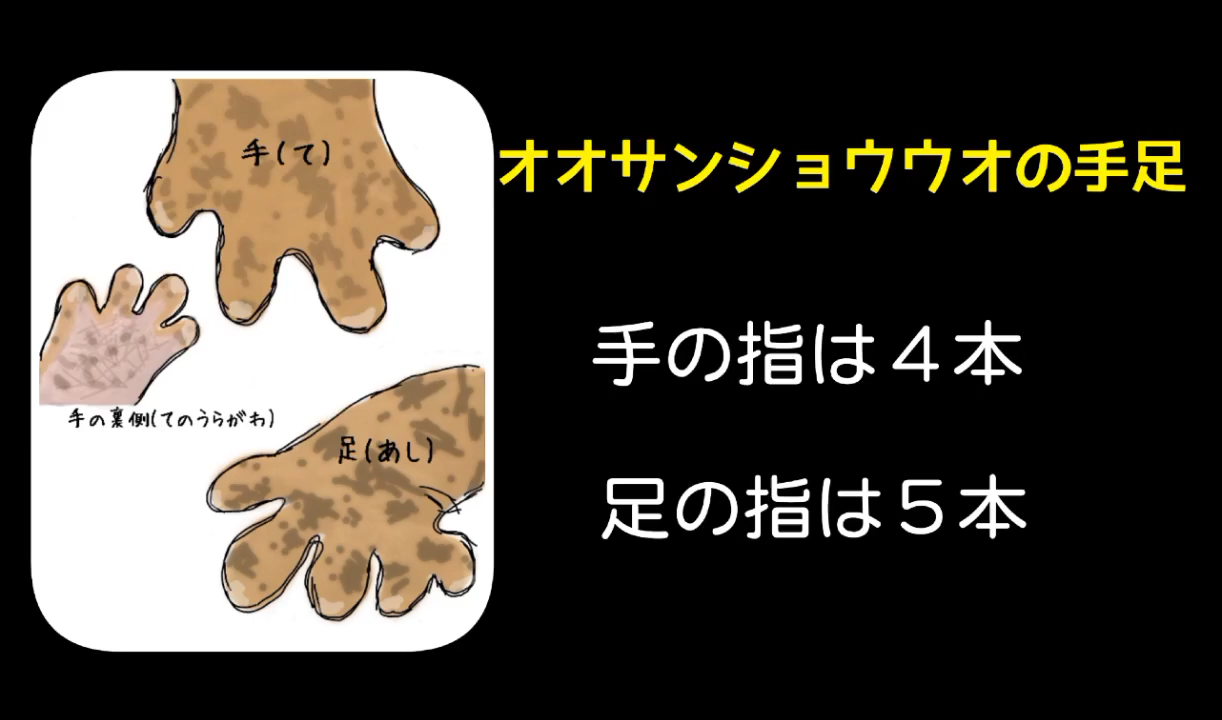 手(て)
オオサンショウウオの手足
手の指は４本
手の裏側(てのうらがわ)
足(あし)
足の指は５本